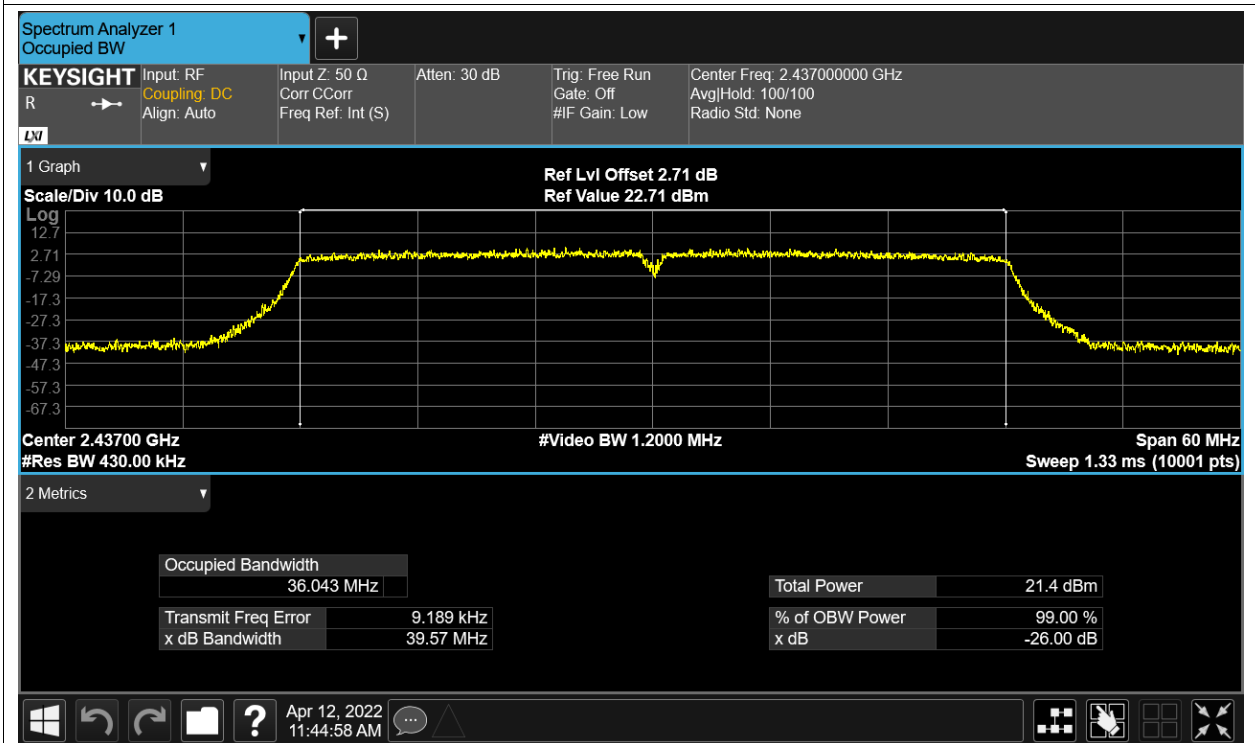 Spectrum Analyzer 1
Occupied BW
KEYSIGHT
R
LXI
Input: RF
Coupling: DC
Align: Auto
Input Z: 50 Ω
Corr CCorr
Freq Ref: Int (S)
Atten: 30 dB
Trig: Free Run
Gate: Off
#IF Gain: Low
Center Freq: 2.437000000 GHz
Avg|Hold: 100/100
Radio Std: None
1 Graph
Scale/Div 10.0 dB
Ref Lvl Offset 2.71 dB
Ref Value 22.71 dBm
Log
12.7
2.71
-7.29
-17.3
-27.3
-37.3
-47.3
-57.3
-67.3
Center 2.43700 GHz
#Video BW 1.2000 MHz
Span 60 MHz
#Res BW 430.00 kHz
Sweep 1.33 ms (10001 pts)
2 Metrics
Occupied Bandwidth
36.043 MHz
Total Power 21.4 dBm
Transmit Freq Error 9.189 kHz
% of OBW Power 99.00 %
x dB Bandwidth 39.57 MHz
x dB -26.00 dB
?
Apr 12, 2022
11:44:58 AM